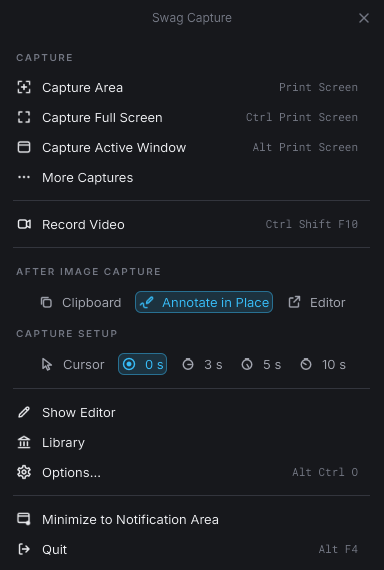 Swag Capture
CAPTURE
Capture Area Print Screen
Capture Full Screen Ctrl Print Screen
Capture Active Window Alt Print Screen
More Captures
Record Video Ctrl Shift F10
AFTER IMAGE CAPTURE
Clipboard Annotate in Place Editor
CAPTURE SETUP
Cursor 0 s 3 s 5 s 10 s
Show Editor
Library
Options... Alt Ctrl O
Minimize to Notification Area
Quit Alt F4